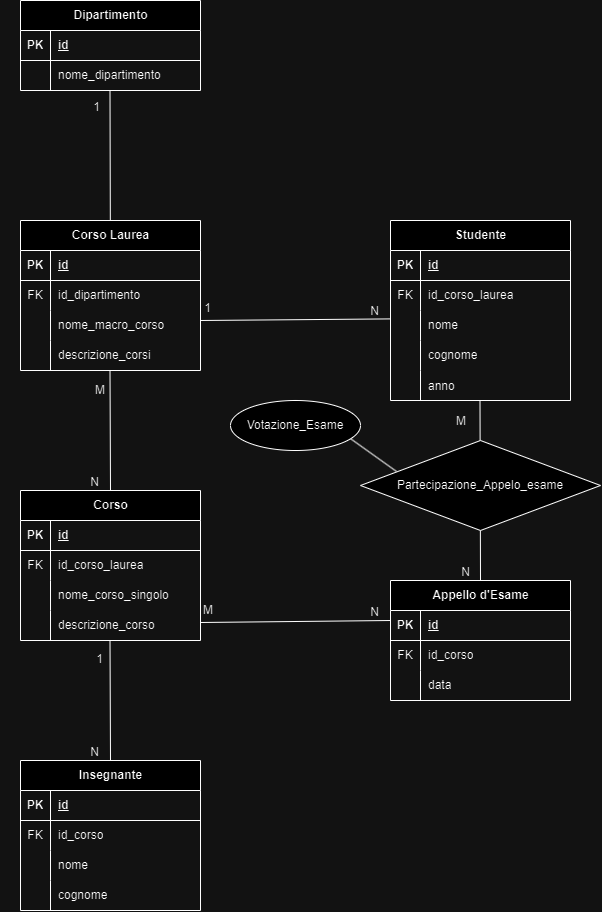 Dipartimento
PK id
nome_dipartimento
1
Corso Laurea
PK id
FK id_dipartimento
nome_macro_corso
descrizione_corsi
1
N
Studente
PK id
FK id_corso_laurea
nome
cognome
anno
M
M
Votazione_Esame
Partecipazione_Appelo_esame
N
N
Corso
PK id
FK id_corso_laurea
nome_corso_singolo
descrizione_corso
M
N
Appello d'Esame
PK id
FK id_corso
data
1
N
Insegnante
PK id
FK id_corso
nome
cognome